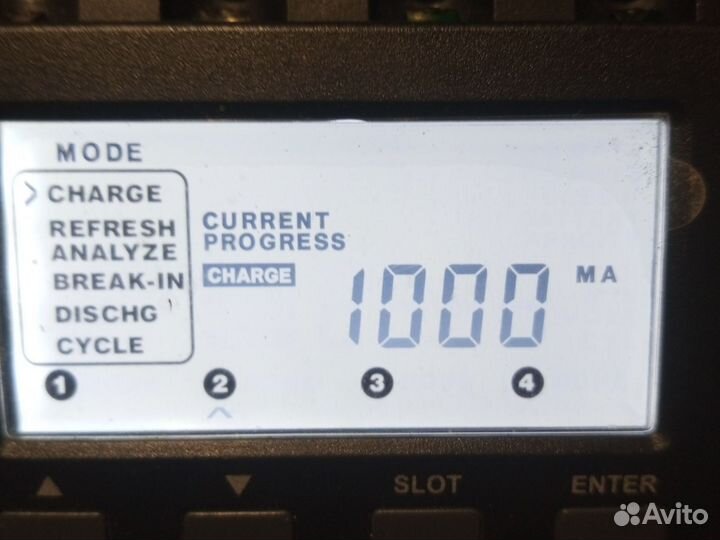 MODE
CHARGE
REFRESH
ANALYZE
BREAK-IN
DISCHG
CYCLE
CURRENT
PROGRESS
CHARGE
1000 MA
1 2 3 4
SLOT ENTER
Avito